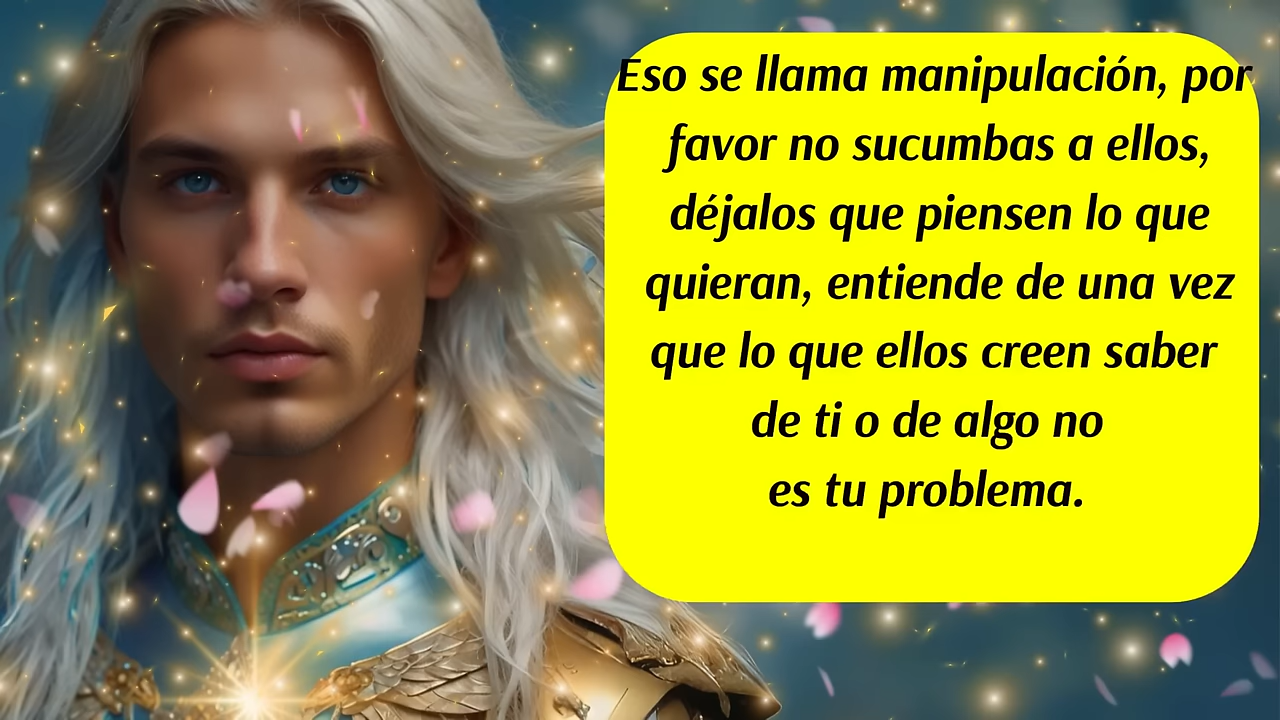 Eso se llama manipulación, por
favor no sucumbas a ellos,
déjalos que piensen lo que
quieran, entiende de una vez
que lo que ellos creen saber
de ti o de algo no
es tu problema.